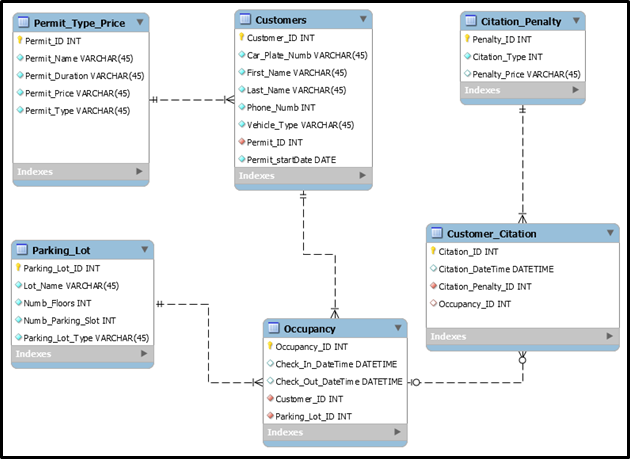 Permit_Type_Price
Permit_ID INT
Permit_Name VARCHAR(45)
Permit_Duration VARCHAR(45)
Permit_Price VARCHAR(45)
Permit_Type VARCHAR(45)
Indexes
Customers
Customer_ID INT
Car_Plate_Numb VARCHAR(45)
First_Name VARCHAR(45)
Last_Name VARCHAR(45)
Phone_Numb INT
Vehicle_Type VARCHAR(45)
Permit_ID INT
Permit_startDate DATE
Indexes
Citation_Penalty
Penalty_ID INT
Citation_Type INT
Penalty_Price VARCHAR(45)
Indexes
Parking_Lot
Parking_Lot_ID INT
Lot_Name VARCHAR(45)
Numb_Floors INT
Numb_Parking_Slot INT
Parking_Lot_Type VARCHAR(45)
Indexes
Occupancy
Occupancy_ID INT
Check_In_DateTime DATETIME
Check_Out_DateTime DATETIME
Customer_ID INT
Parking_Lot_ID INT
Indexes
Customer_Citation
Citation_ID INT
Citation_DateTime DATETIME
Citation_Penalty_ID INT
Occupancy_ID INT
Indexes